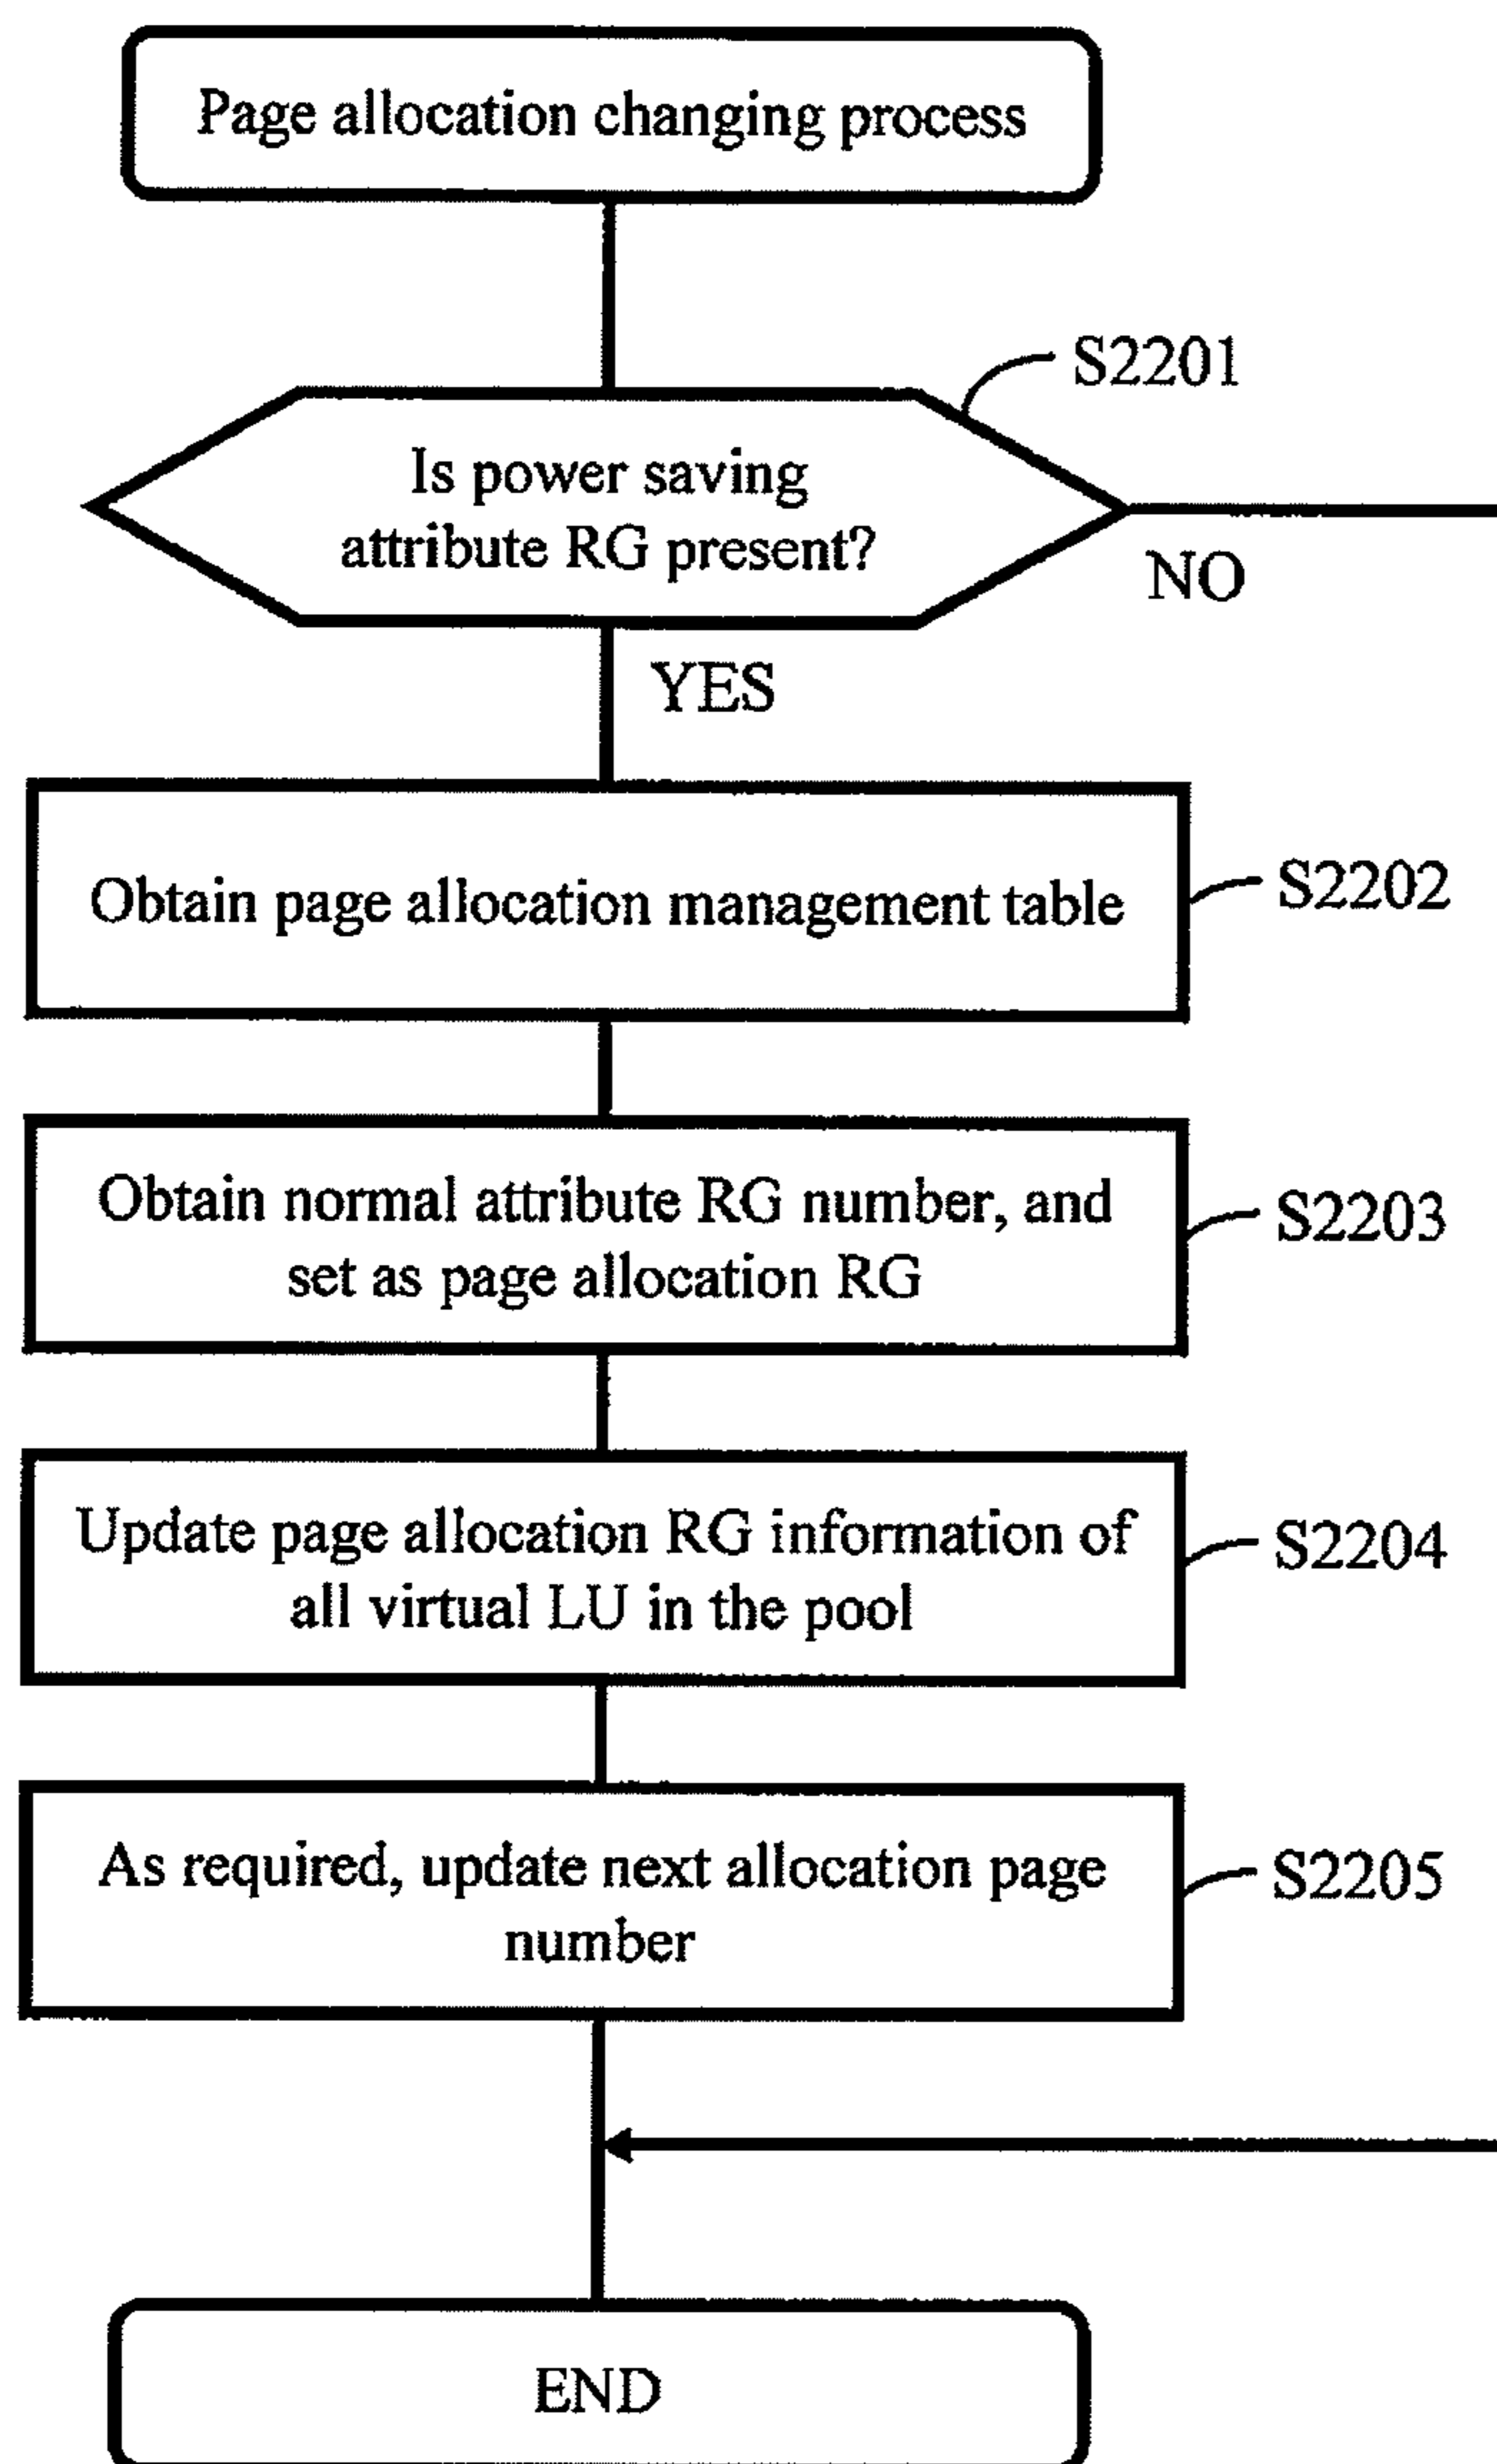 Page allocation changing process
S2201
Is power saving
attribute RG present?
NO
YES
Obtain page allocation management table
S2202
Obtain normal attribute RG number, and
set as page allocation RG
S2203
Update page allocation RG information of
all virtual LU in the pool
S2204
As required, update next allocation page
number
S2205
END